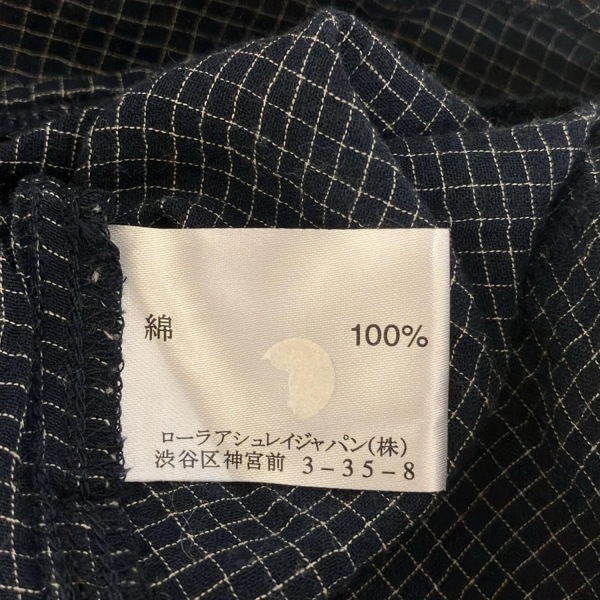 綿 100%
ローラアシュレイジャパン(株)
渋谷区神宮前 3-35-8